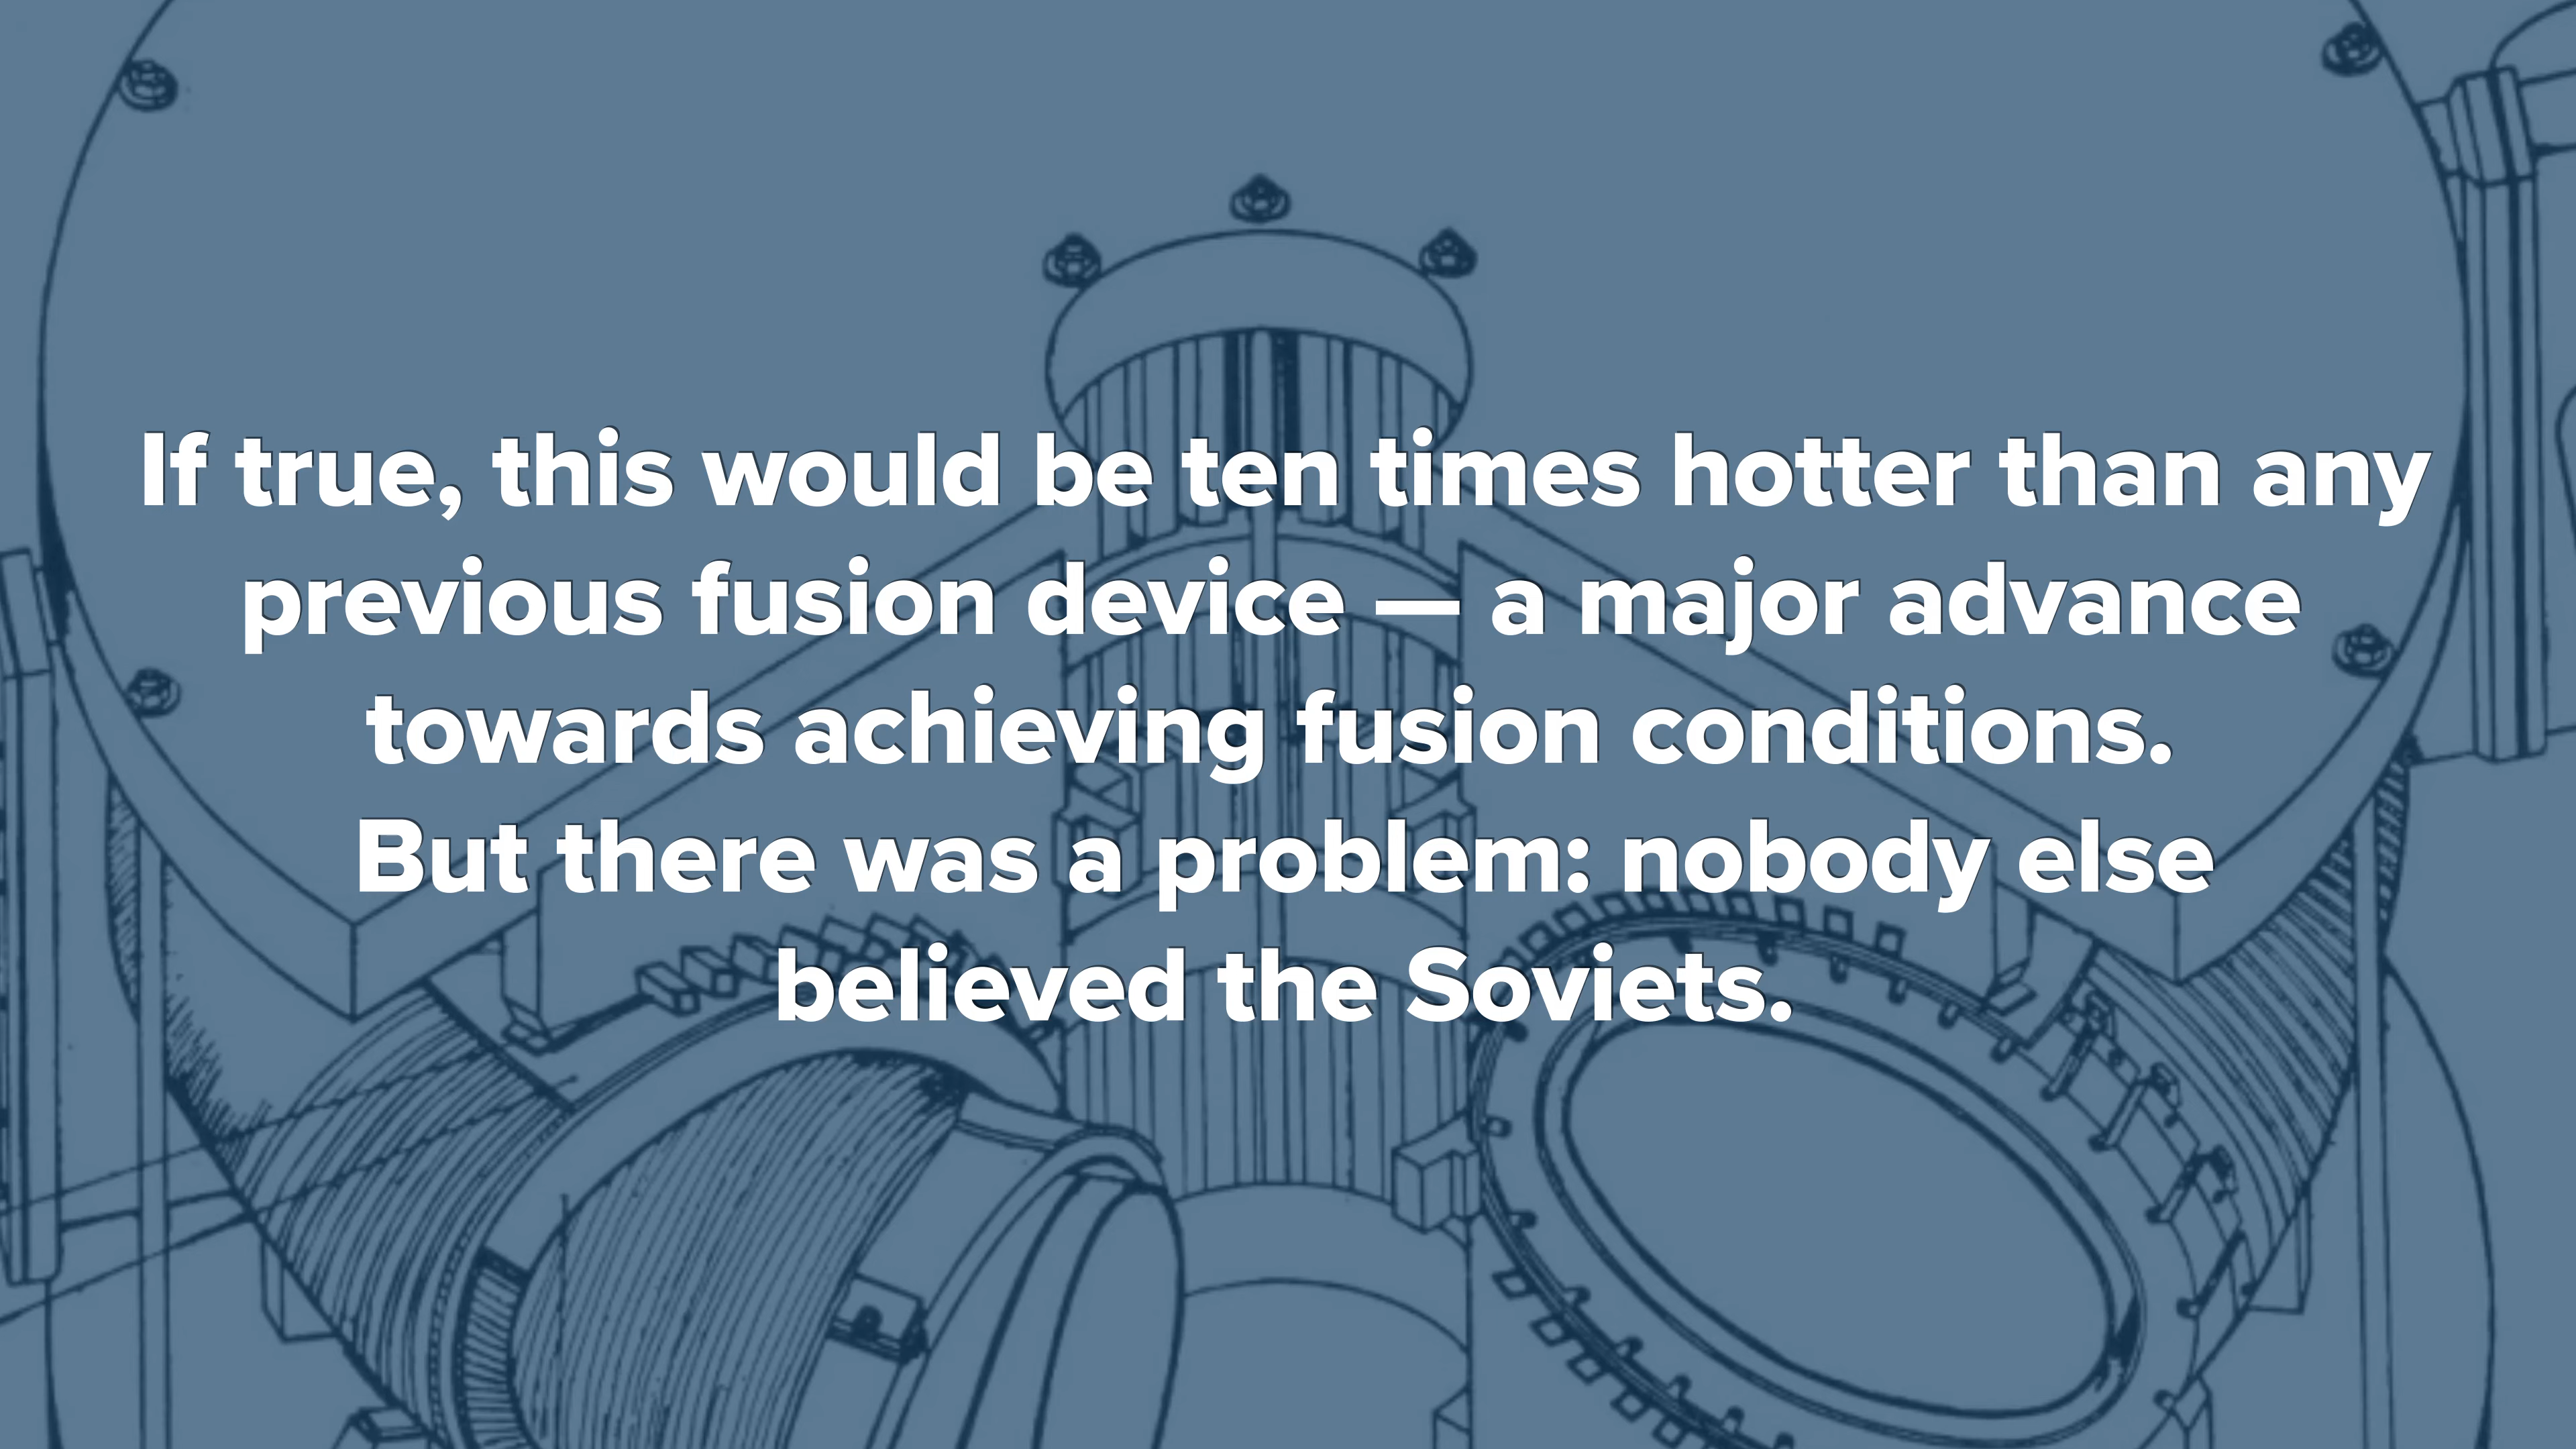 If true, this would be ten times hotter than any
previous fusion device — a major advance
towards achieving fusion conditions.
But there was a problem: nobody else
believed the Soviets.